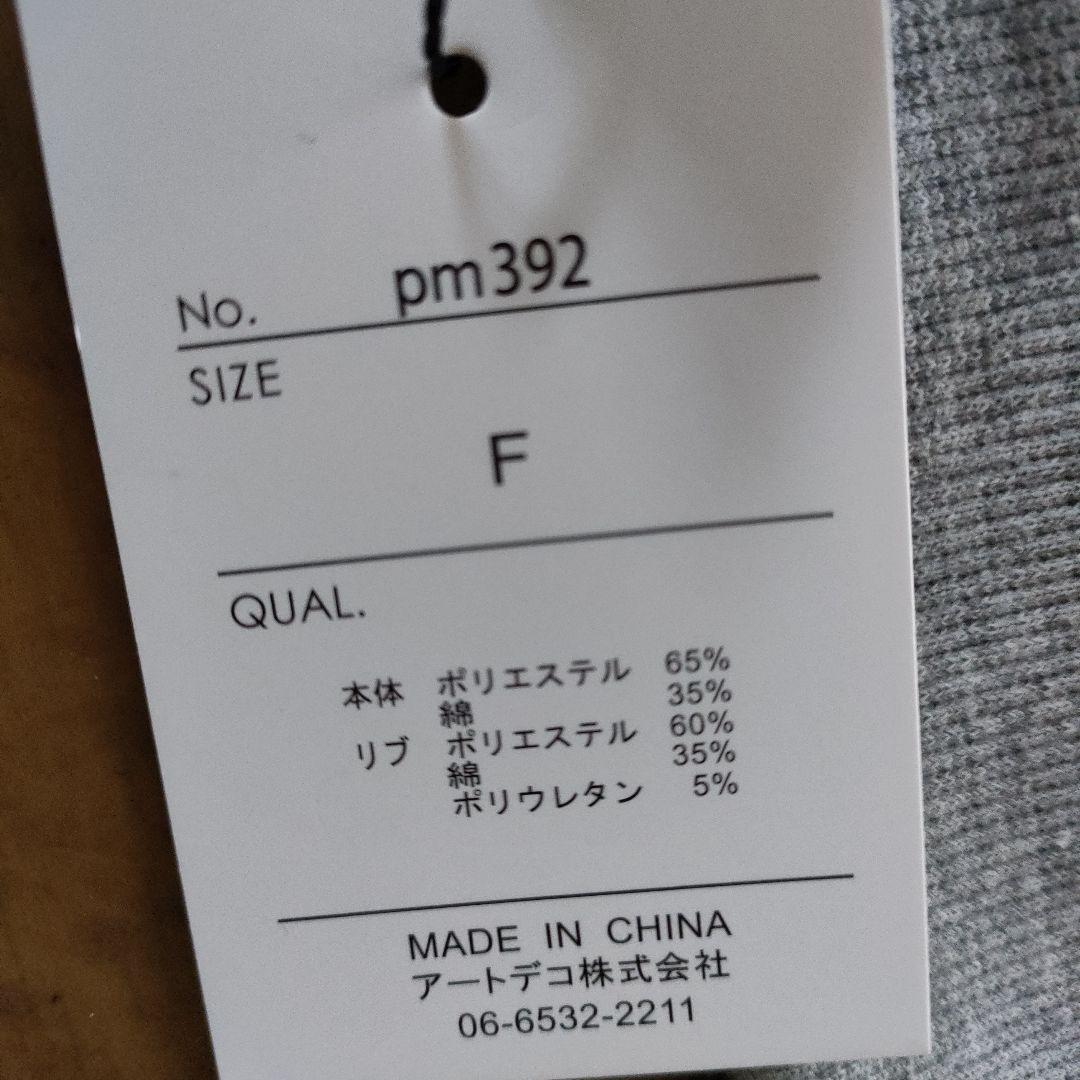 No. pm392
SIZE
F
QUAL.
本体 ポリエステル 65%
綿 35%
リブ ポリエステル 60%
綿 35%
ポリウレタン 5%
MADE IN CHINA
アートデコ株式会社
06-6532-2211